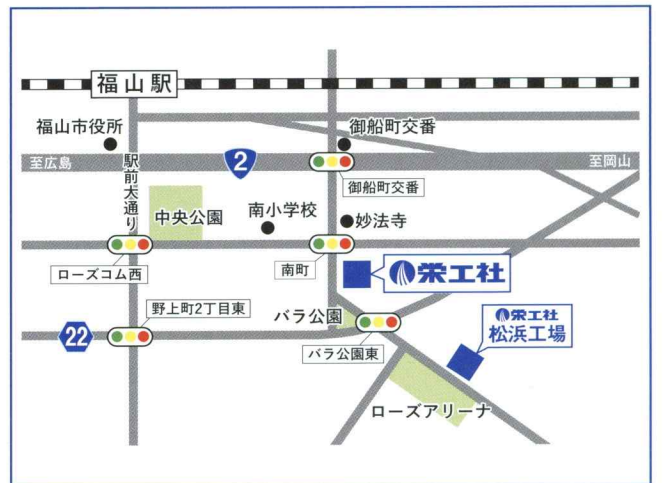 福山駅
福山市役所
御船町交番
至広島
駅前大通り
2
至岡山
御船町交番
中央公園
南小学校
妙法寺
ローズコム西
南町
栄工社
野上町2丁目東
バラ公園
栄工社
松浜工場
22
バラ公園東
ローズアリーナ